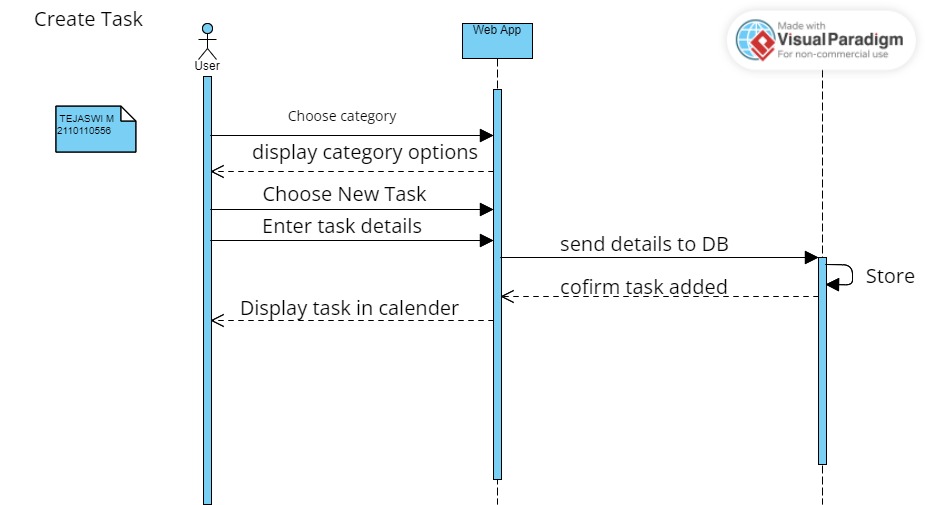 Create Task
User
Web App
Made with
Visual Paradigm
For non-commercial use
TEJASWI M
2110110556
Choose category
display category options
Choose New Task
Enter task details
send details to DB
Store
cofirm task added
Display task in calender